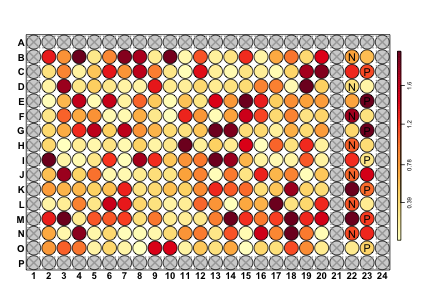 A
B N
C P
D N
E P
F N
G P
H N
I P
J N
K P
L N
M P
N N
O P
P
1 2 3 4 5 6 7 8 9 10 11 12 13 14 15 16 17 18 19 20 21 22 23 24
1.6
1.2
0.78
0.39